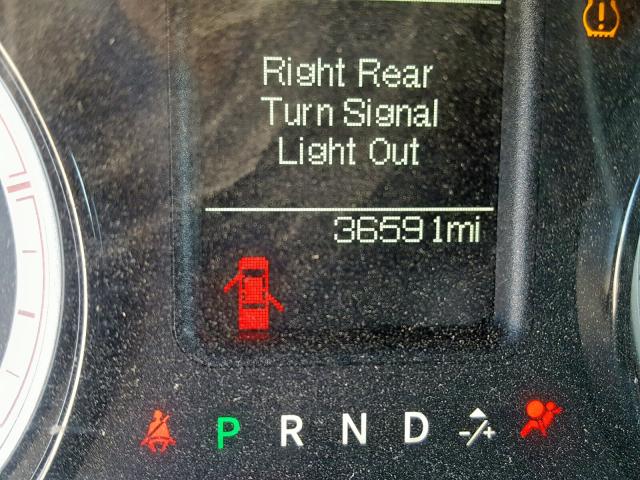 Right Rear
Turn Signal
Light Out
36591mi
P R N D -/+